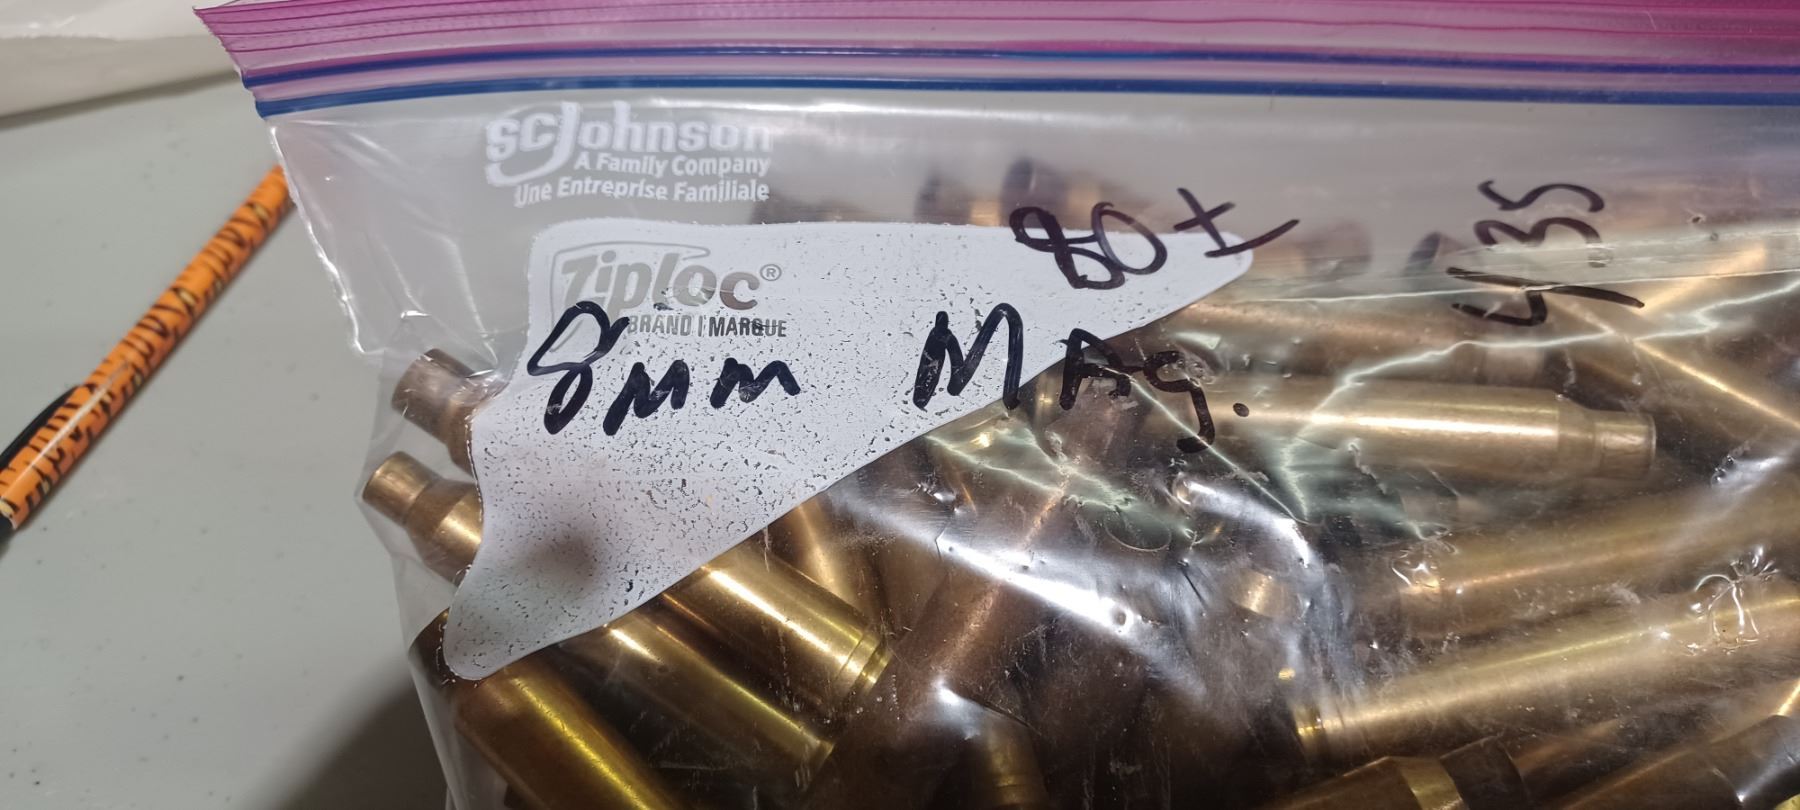 SC Johnson
A Family Company
Une Entreprise Familiale
80±
435
Ziploc®
BRAND | MARQUE
8mm MAg.